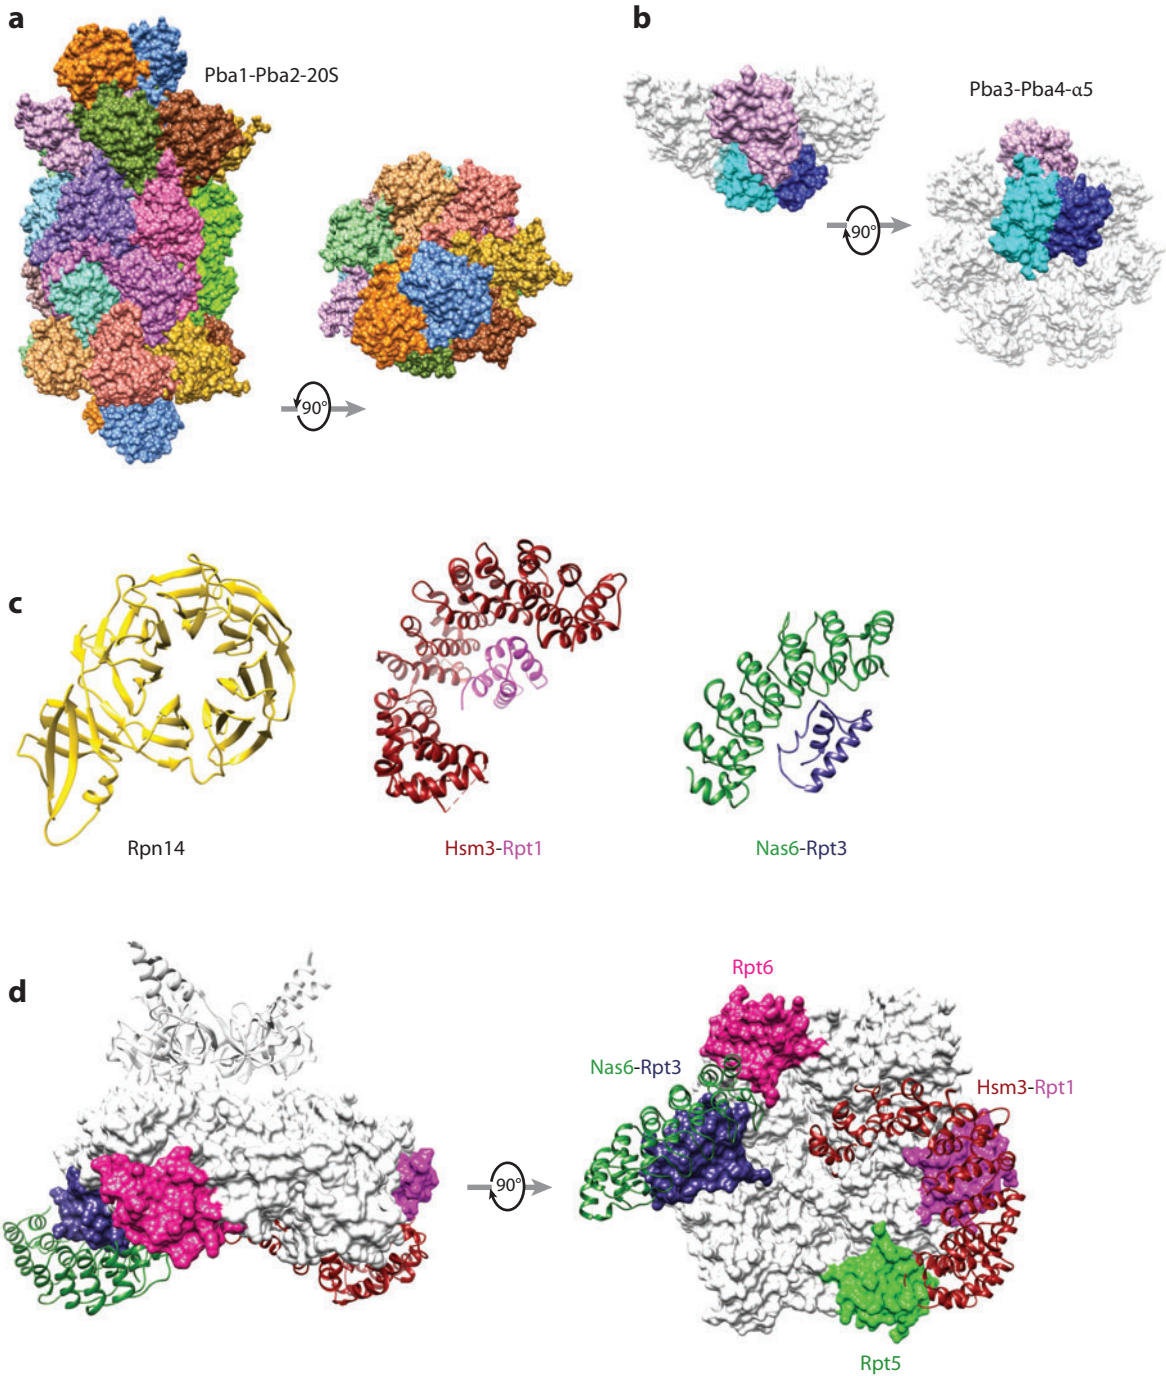 a
Pba1-Pba2-20S
90°
b
Pba3-Pba4-α5
90°
c
Rpn14
Hsm3-Rpt1
Nas6-Rpt3
d
90°
Rpt6
Nas6-Rpt3
Hsm3-Rpt1
Rpt5